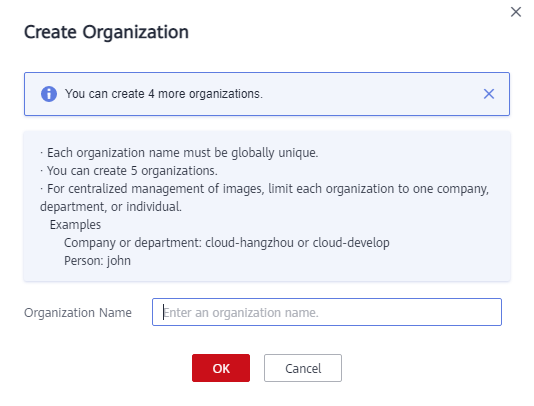 Create Organization
You can create 4 more organizations.
· Each organization name must be globally unique.
· You can create 5 organizations.
· For centralized management of images, limit each organization to one company,
department, or individual.
Examples
Company or department: cloud-hangzhou or cloud-develop
Person: john
Organization Name
Enter an organization name.
OK
Cancel